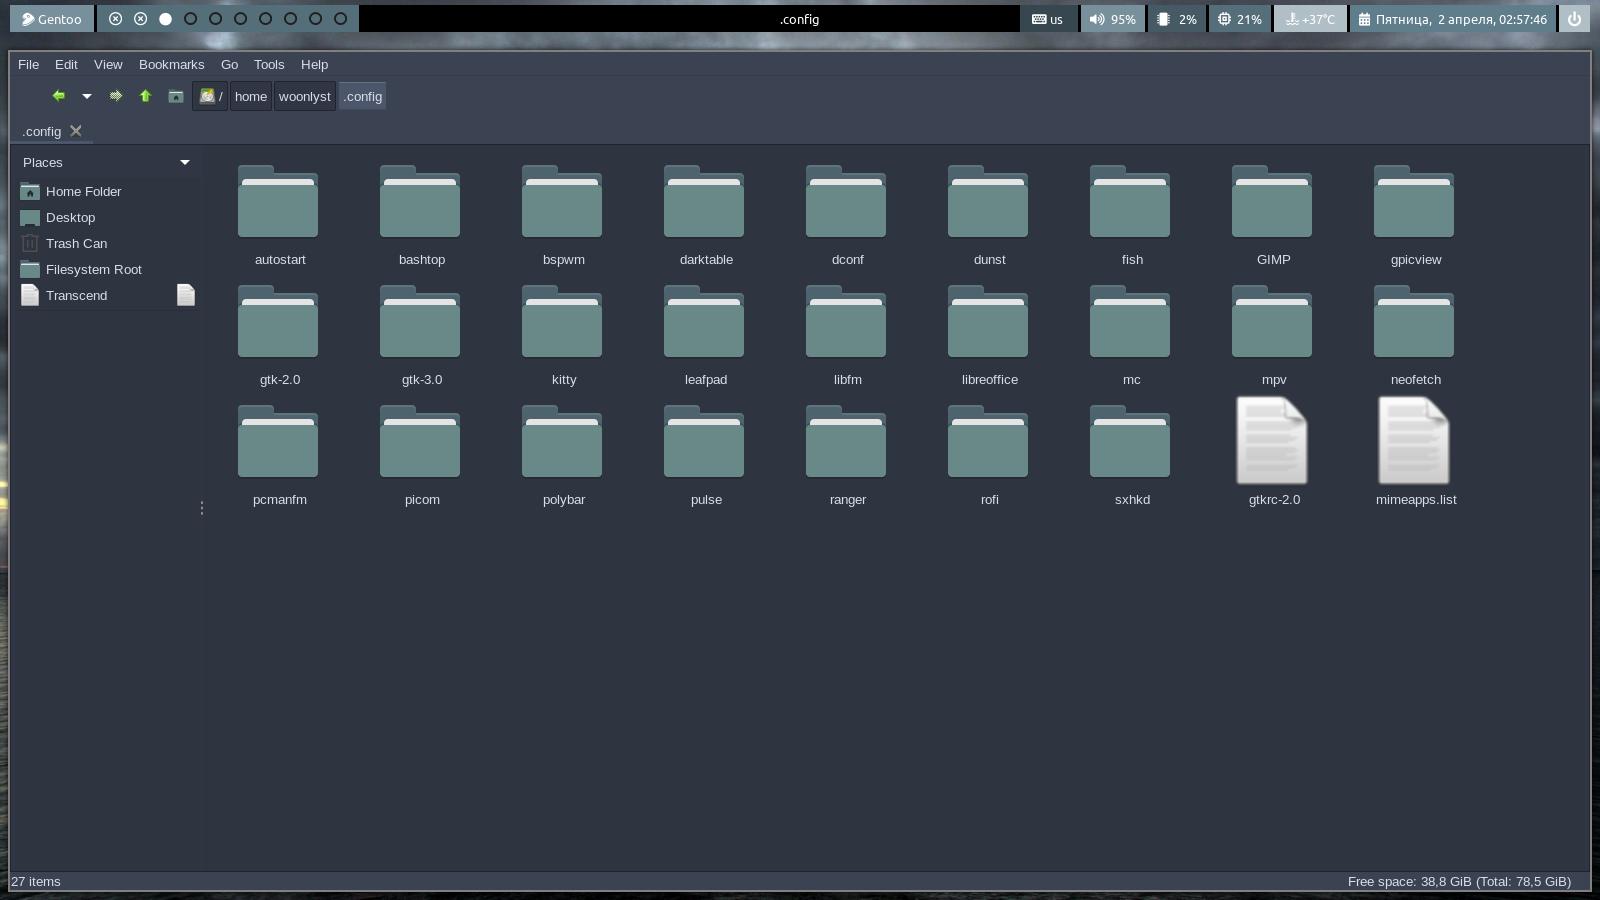 Gentoo .config us 95% 2% 21% +37°C Пятница, 2 апреля, 02:57:46
File Edit View Bookmarks Go Tools Help
/ home woonlyst .config
.config
Places
Home Folder
Desktop
Trash Can
Filesystem Root
Transcend
autostart bashtop bspwm darktable dconf dunst fish GIMP gpicview
gtk-2.0 gtk-3.0 kitty leafpad libfm libreoffice mc mpv neofetch
pcmanfm picom polybar pulse ranger rofi sxhkd gtkrc-2.0 mimeapps.list
27 items Free space: 38,8 GiB (Total: 78,5 GiB)